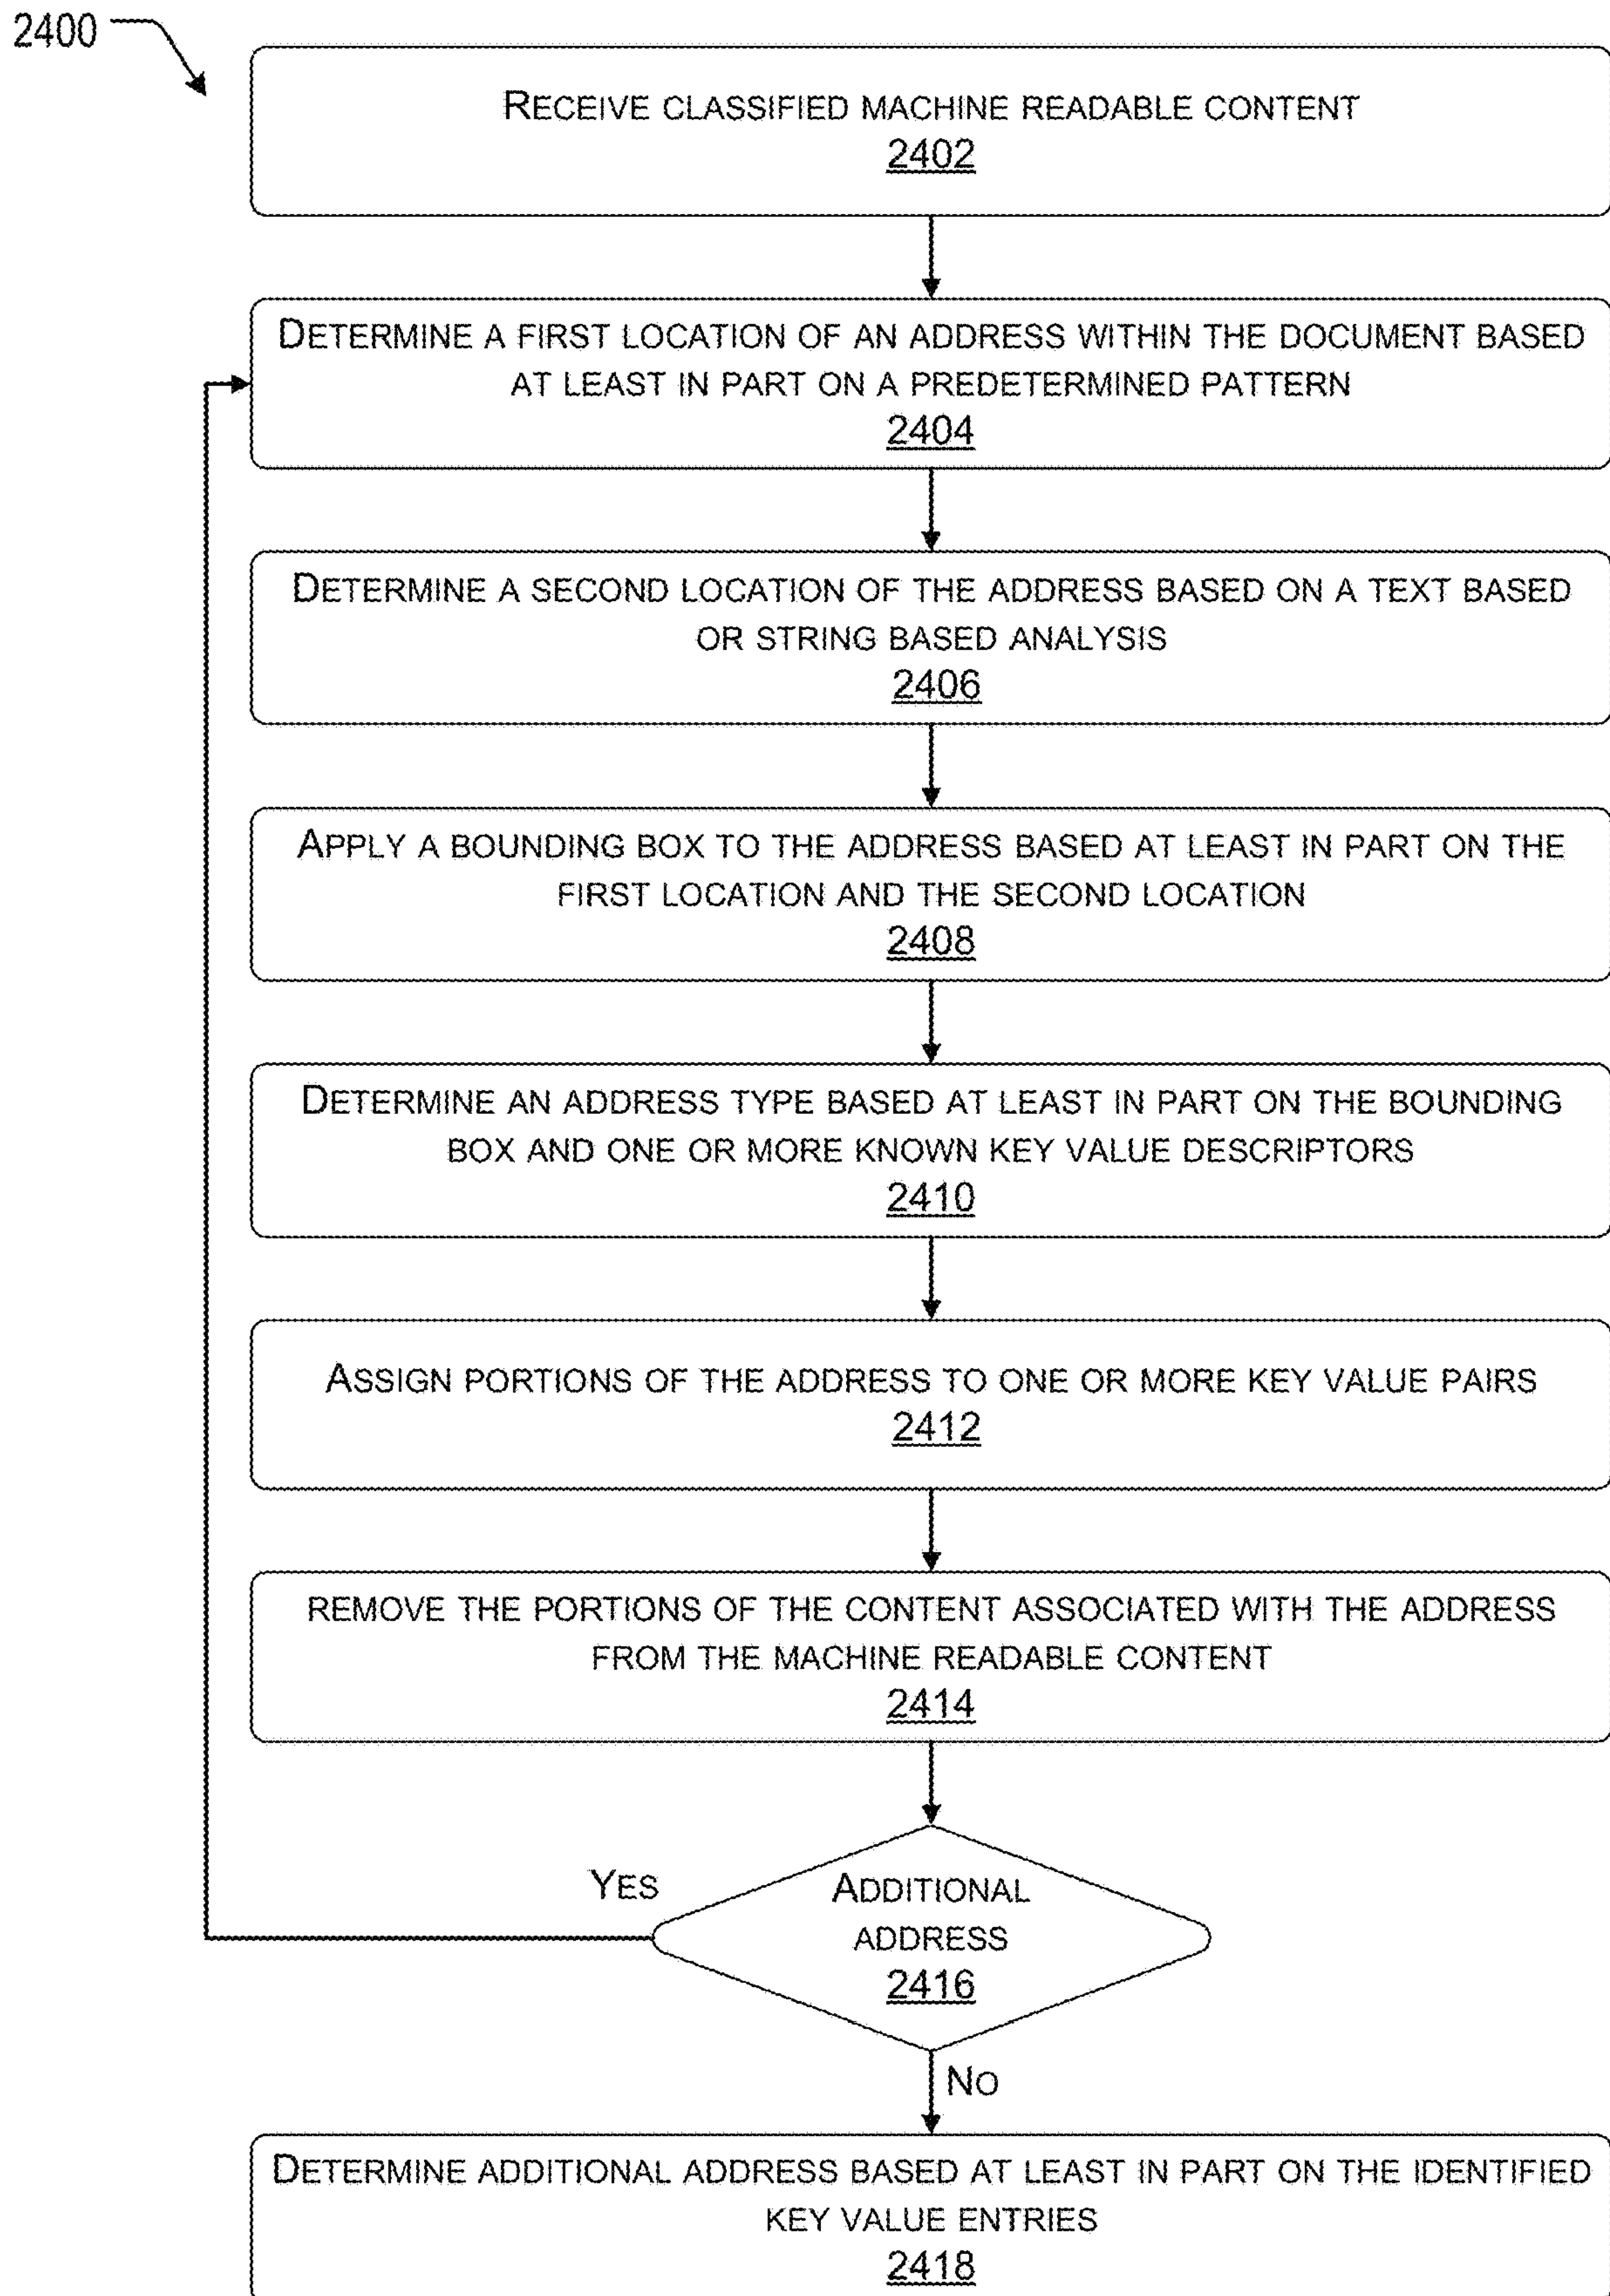 2400
RECEIVE CLASSIFIED MACHINE READABLE CONTENT
2402
DETERMINE A FIRST LOCATION OF AN ADDRESS WITHIN THE DOCUMENT BASED
AT LEAST IN PART ON A PREDETERMINED PATTERN
2404
DETERMINE A SECOND LOCATION OF THE ADDRESS BASED ON A TEXT BASED
OR STRING BASED ANALYSIS
2406
APPLY A BOUNDING BOX TO THE ADDRESS BASED AT LEAST IN PART ON THE
FIRST LOCATION AND THE SECOND LOCATION
2408
DETERMINE AN ADDRESS TYPE BASED AT LEAST IN PART ON THE BOUNDING
BOX AND ONE OR MORE KNOWN KEY VALUE DESCRIPTORS
2410
ASSIGN PORTIONS OF THE ADDRESS TO ONE OR MORE KEY VALUE PAIRS
2412
REMOVE THE PORTIONS OF THE CONTENT ASSOCIATED WITH THE ADDRESS
FROM THE MACHINE READABLE CONTENT
2414
YES
ADDITIONAL
ADDRESS
2416
NO
DETERMINE ADDITIONAL ADDRESS BASED AT LEAST IN PART ON THE IDENTIFIED
KEY VALUE ENTRIES
2418